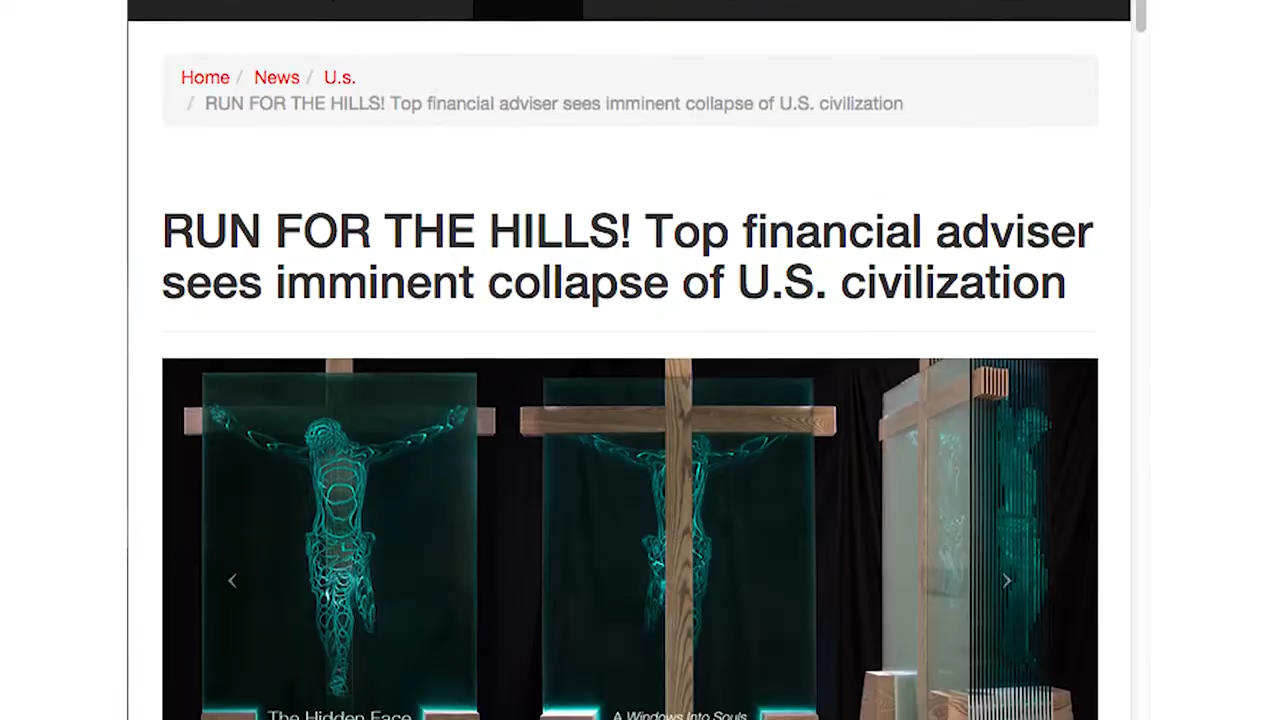 Home / News / U.s.
/ RUN FOR THE HILLS! Top financial adviser sees imminent collapse of U.S. civilization
RUN FOR THE HILLS! Top financial adviser
sees imminent collapse of U.S. civilization
The Hidden Face
A Windows Into Souls